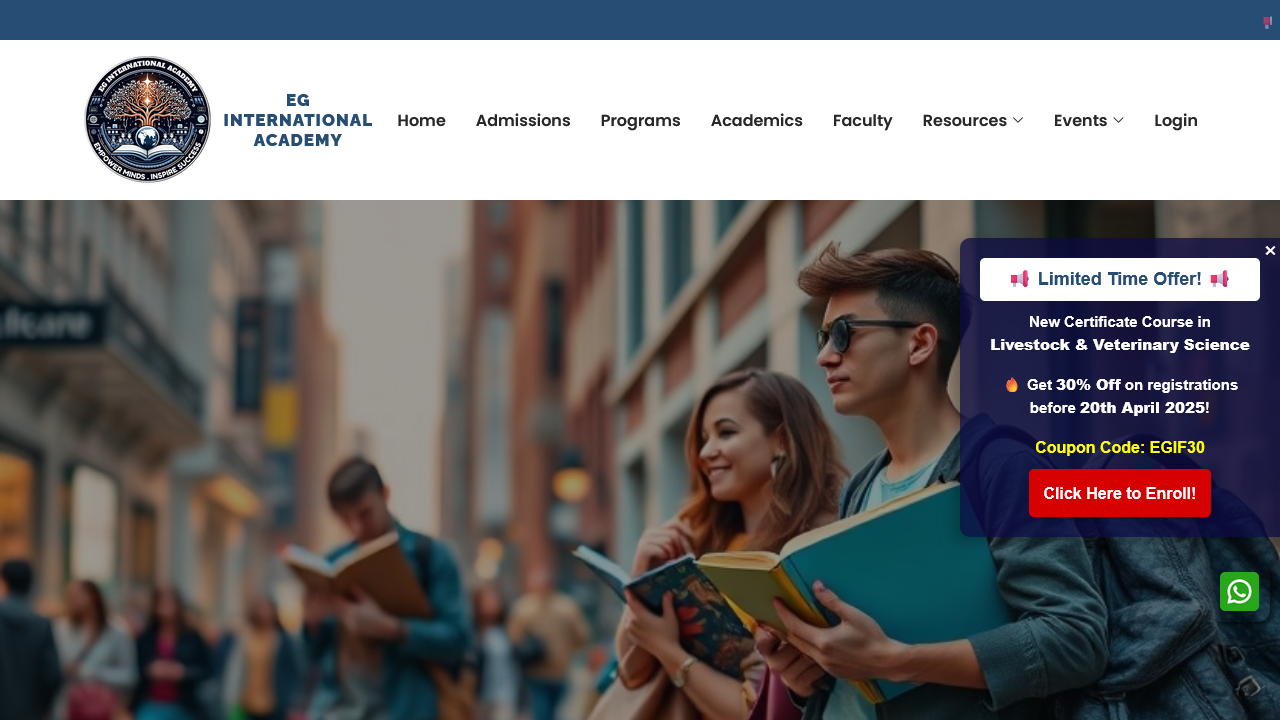 EG INTERNATIONAL ACADEMY
EMPOWER MINDS . INSPIRE SUCCESS
EG
INTERNATIONAL
ACADEMY
Home
Admissions
Programs
Academics
Faculty
Resources
Events
Login
×
Limited Time Offer!
New Certificate Course in
Livestock & Veterinary Science
🔥 Get 30% Off on registrations
before 20th April 2025!
Coupon Code: EGIF30
Click Here to Enroll!